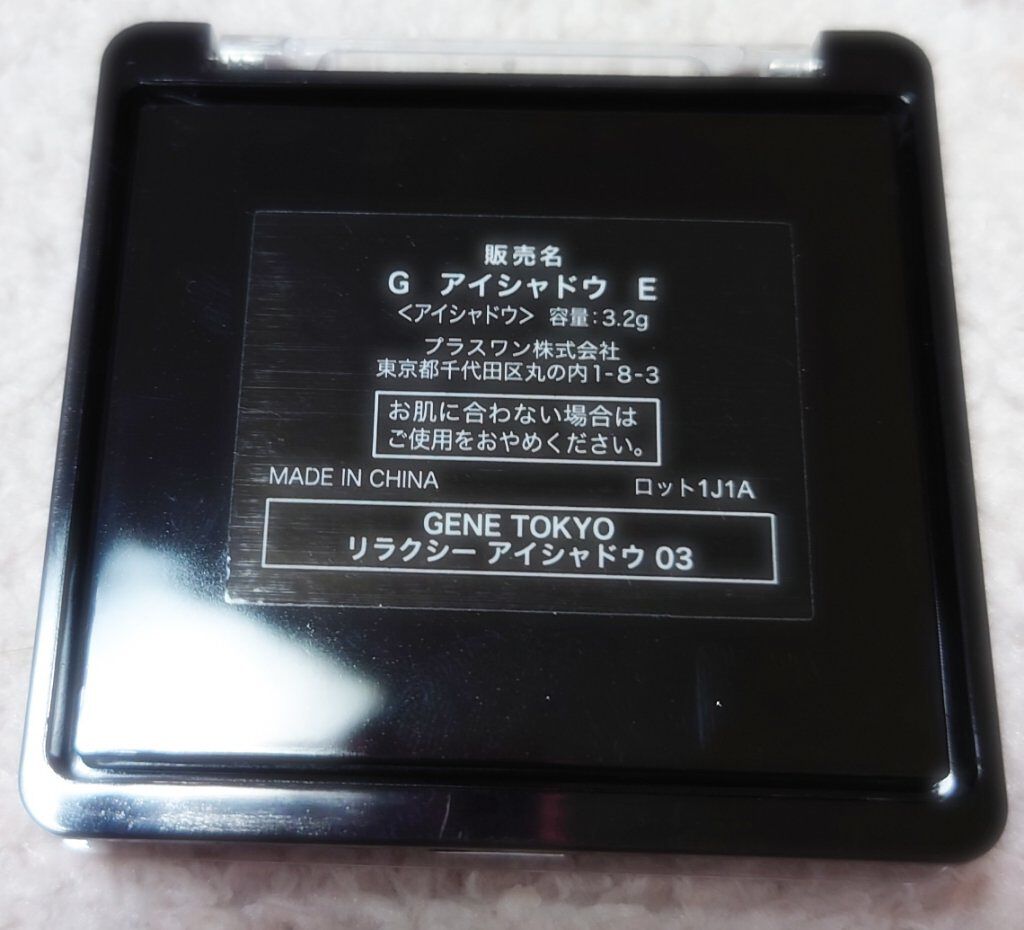 販売名
G アイシャドウ E
<アイシャドウ> 容量:3.2g
プラスワン株式会社
東京都千代田区丸の内1-8-3
お肌に合わない場合は
ご使用をおやめください。
MADE IN CHINA ロット1J1A
GENE TOKYO
リラクシー アイシャドウ 03